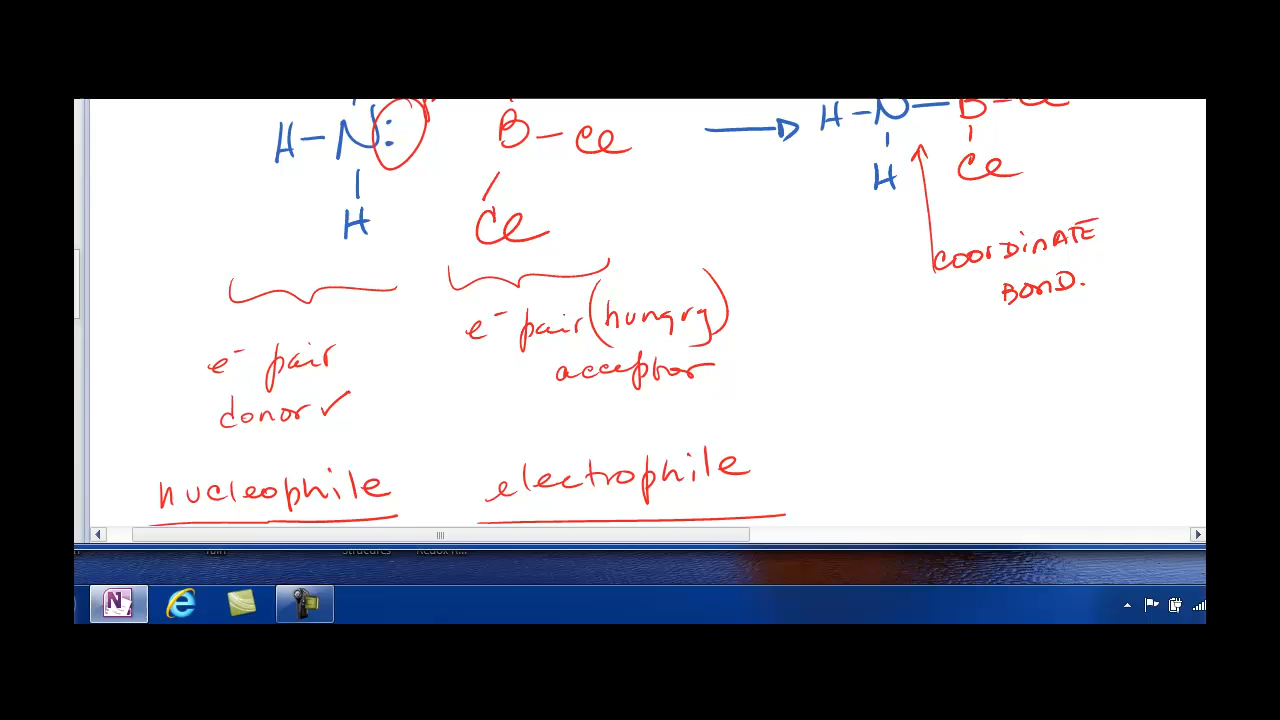 H-N: B-Cl → H-N-B-Cl
H Cl H Cl
COORDINATE
BOND.
e⁻ pair (hungry)
acceptor
e⁻ pair
donor ✓
nucleophile electrophile